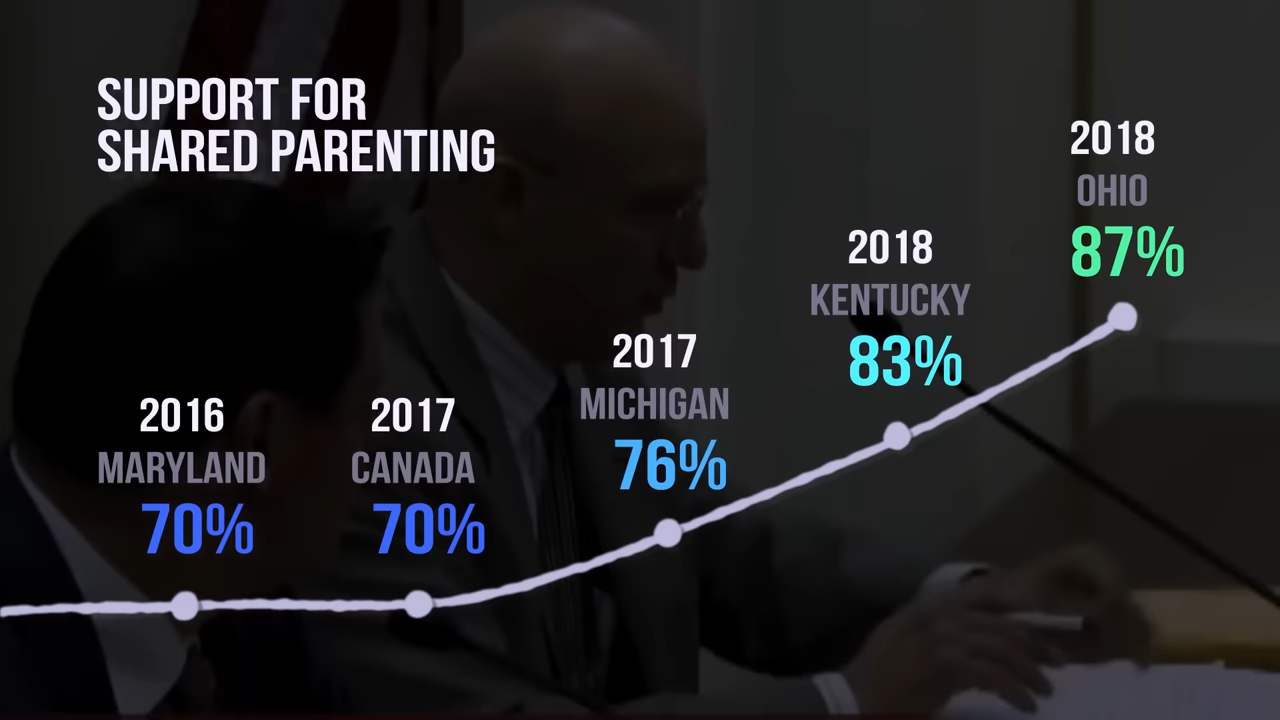 SUPPORT FOR
SHARED PARENTING
2016
MARYLAND
70%
2017
CANADA
70%
2017
MICHIGAN
76%
2018
KENTUCKY
83%
2018
OHIO
87%